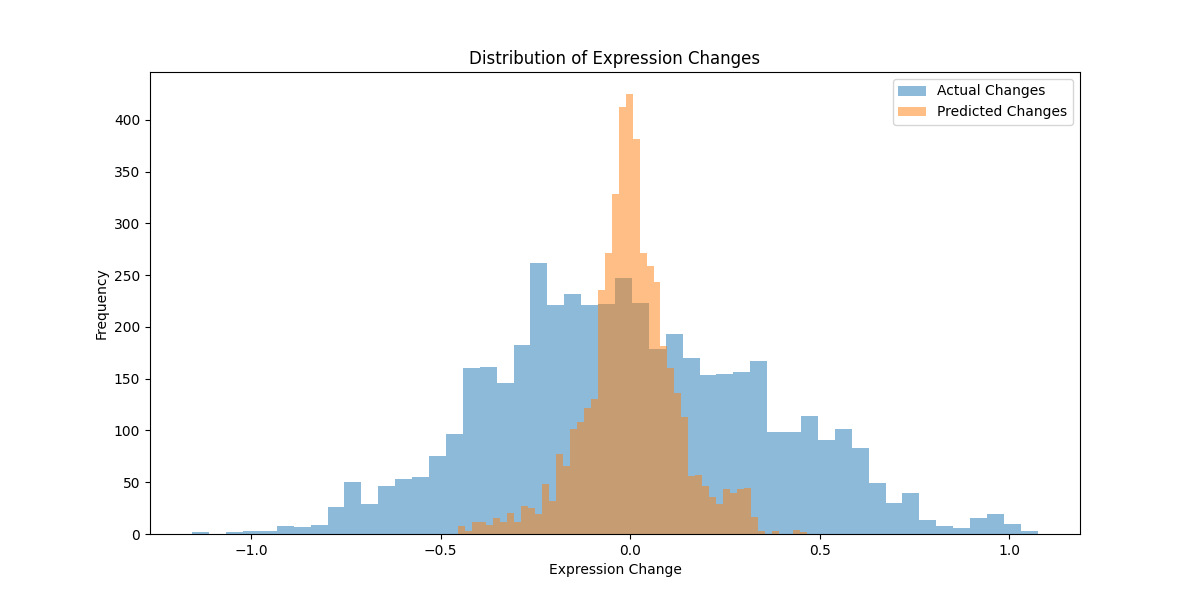 Distribution of Expression Changes
Actual Changes
Predicted Changes
Frequency
400
350
300
250
200
150
100
50
0
−1.0 −0.5 0.0 0.5 1.0
Expression Change